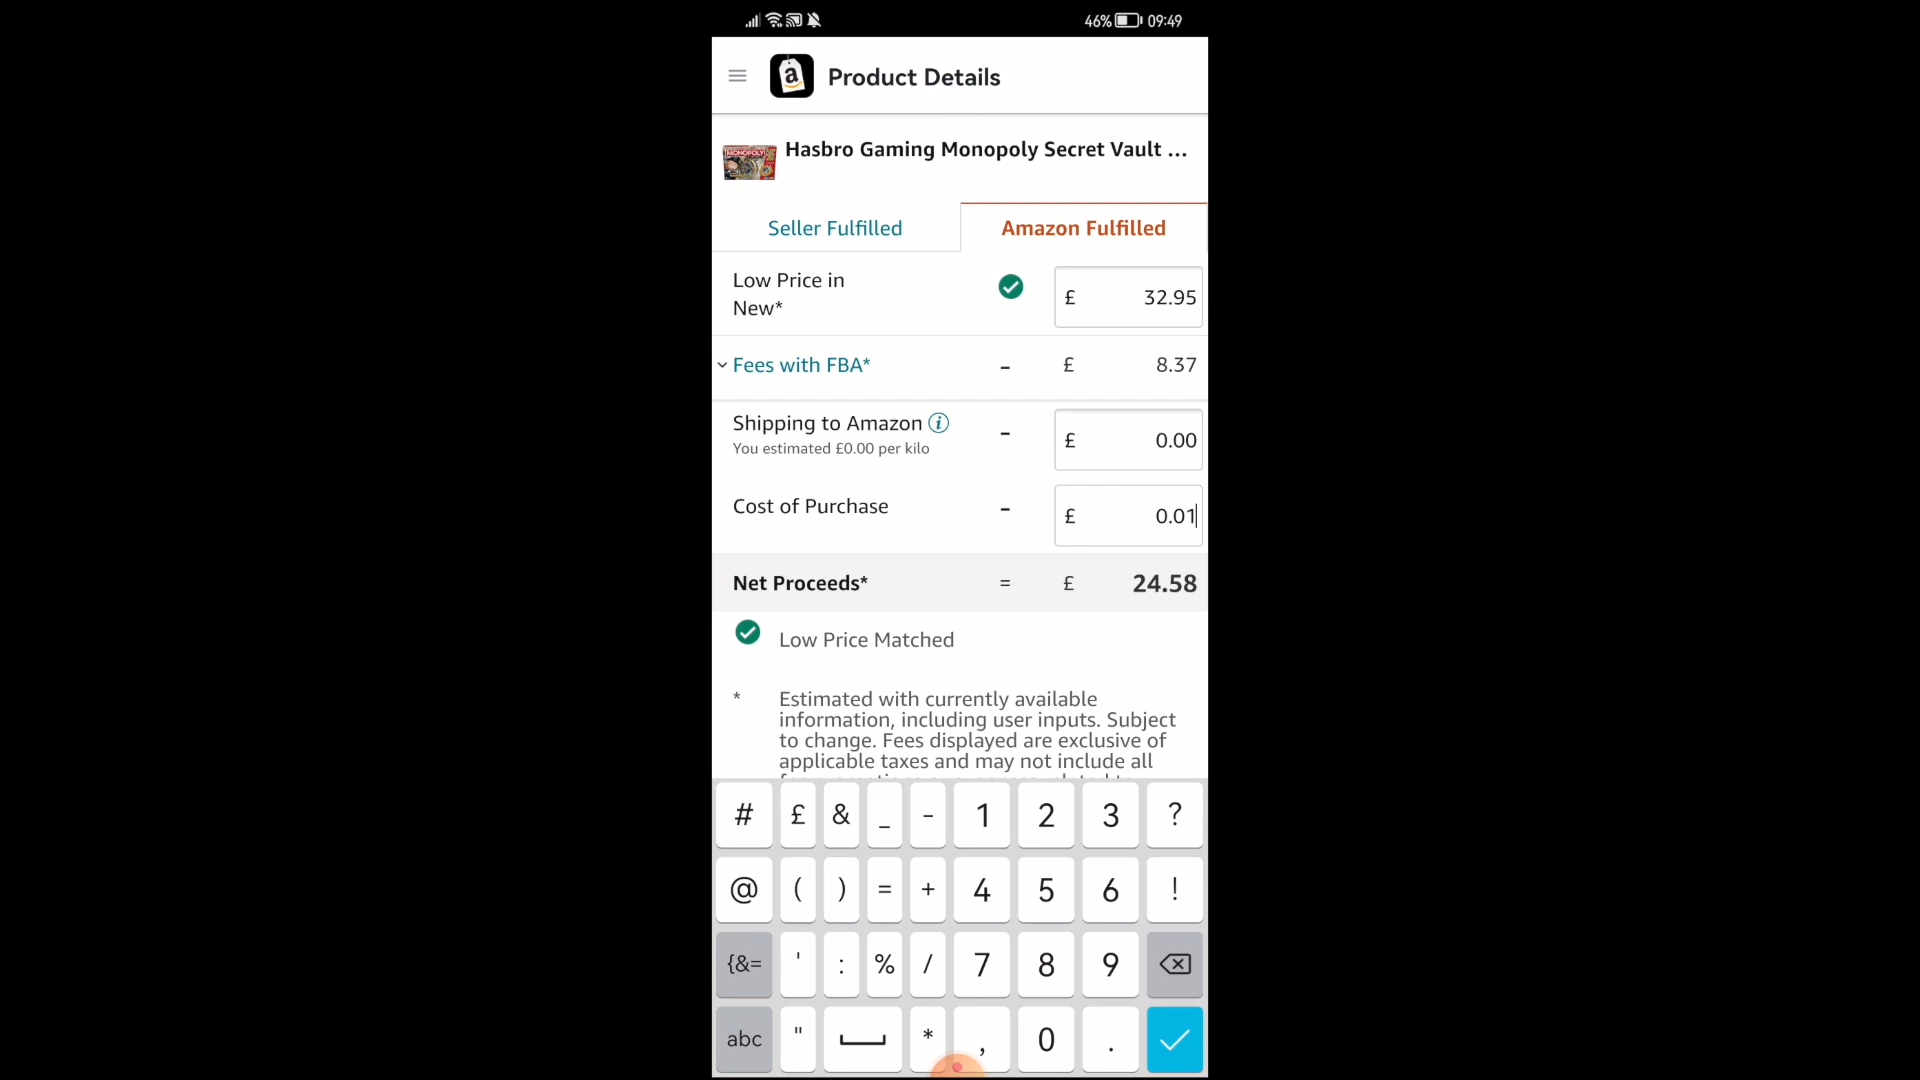 46% 09:49
a Product Details
MONOPOLY
Hasbro Gaming Monopoly Secret Vault ...
Seller Fulfilled Amazon Fulfilled
Low Price in
New*
£ 32.95
Fees with FBA* - £ 8.37
Shipping to Amazon i - £ 0.00
You estimated £0.00 per kilo
Cost of Purchase - £ 0.01
Net Proceeds* = £ 24.58
Low Price Matched
* Estimated with currently available
information, including user inputs. Subject
to change. Fees displayed are exclusive of
applicable taxes and may not include all
# £ & _ - 1 2 3 ?
@ ( ) = + 4 5 6 !
{&= ' : % / 7 8 9
abc " * , 0 .